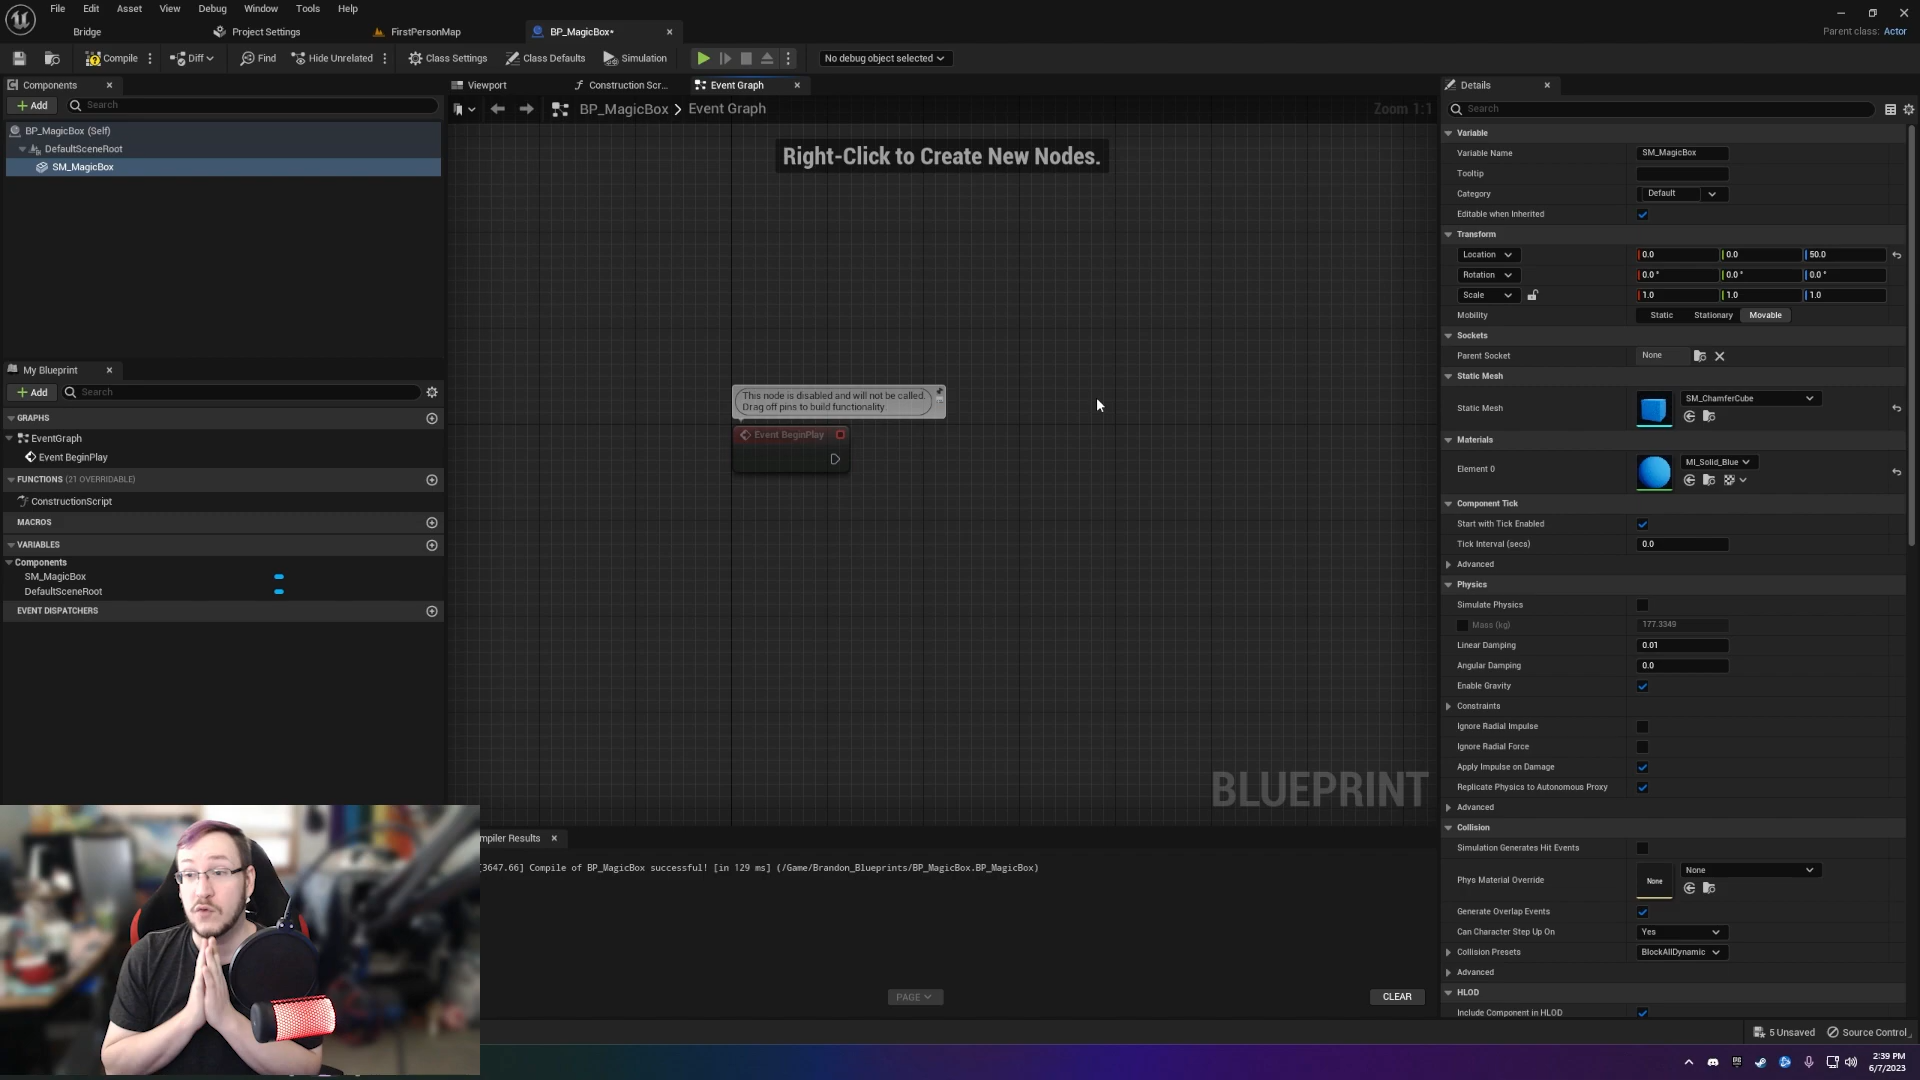 File Edit Asset View Debug Window Tools Help
Bridge Project Settings FirstPersonMap BP_MagicBox•
Parent class: Actor
Compile Diff Find Hide Unrelated Class Settings Class Defaults Simulation No debug object selected
Components
Add Search
BP_MagicBox (Self)
DefaultSceneRoot
SM_MagicBox
My Blueprint
Add Search
GRAPHS
EventGraph
Event BeginPlay
FUNCTIONS (21 OVERRIDABLE)
ConstructionScript
MACROS
VARIABLES
Components
SM_MagicBox
DefaultSceneRoot
EVENT DISPATCHERS
Viewport Construction Scr... Event Graph
BP_MagicBox > Event Graph Zoom 1:1
Right-Click to Create New Nodes.
This node is disabled and will not be called.
Drag off pins to build functionality.
Event BeginPlay
BLUEPRINT
mpiler Results
[3647.66] Compile of BP_MagicBox successful! [in 129 ms] (/Game/Brandon_Blueprints/BP_MagicBox.BP_MagicBox)
PAGE CLEAR
Details
Search
Variable
Variable Name SM_MagicBox
Tooltip
Category Default
Editable when Inherited
Transform
Location 0.0 0.0 50.0
Rotation 0.0 ° 0.0 ° 0.0 °
Scale 1.0 1.0 1.0
Mobility Static Stationary Movable
Sockets
Parent Socket None
Static Mesh
Static Mesh SM_ChamferCube
Materials
Element 0 MI_Solid_Blue
Component Tick
Start with Tick Enabled
Tick Interval (secs) 0.0
Advanced
Physics
Simulate Physics
Mass (kg) 177.3349
Linear Damping 0.01
Angular Damping 0.0
Enable Gravity
Constraints
Ignore Radial Impulse
Ignore Radial Force
Apply Impulse on Damage
Replicate Physics to Autonomous Proxy
Advanced
Collision
Simulation Generates Hit Events
Phys Material Override None None
Generate Overlap Events
Can Character Step Up On Yes
Collision Presets BlockAllDynamic
Advanced
HLOD
Include Component in HLOD
5 Unsaved Source Control
2:39 PM
6/7/2023